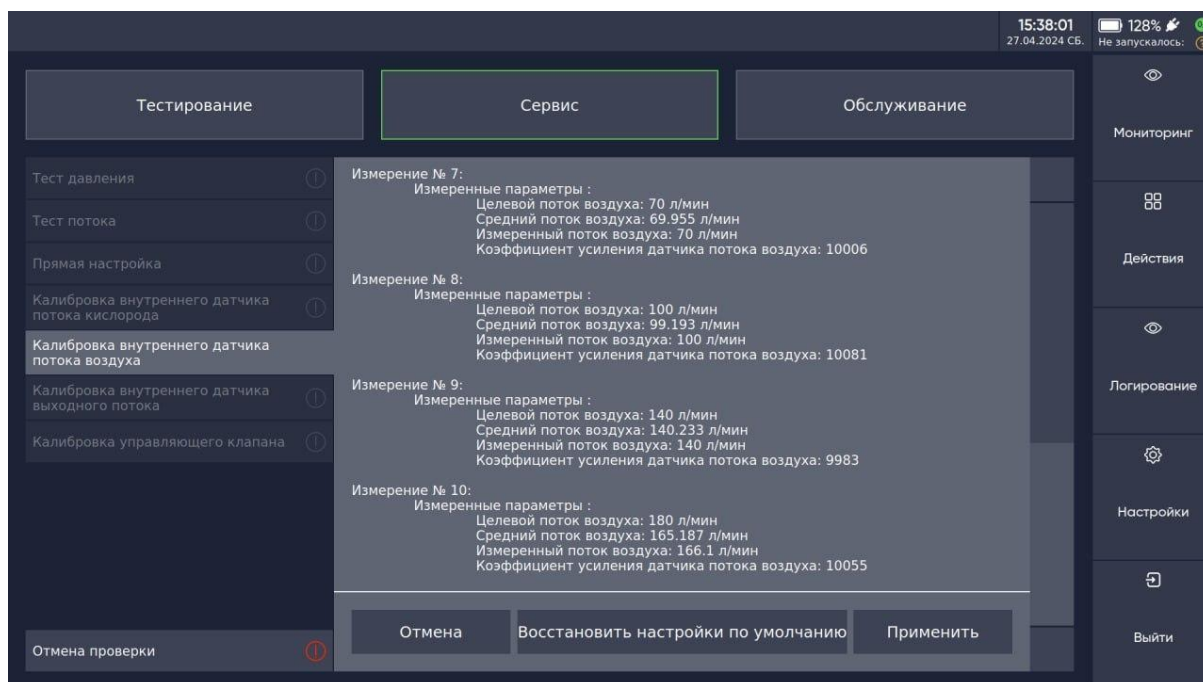 15:38:01
27.04.2024 СБ.
128%
Не запускалось:
Тестирование
Сервис
Обслуживание
Мониторинг
Действия
Логирование
Настройки
Выйти
Тест давления
Тест потока
Прямая настройка
Калибровка внутреннего датчика
потока кислорода
Калибровка внутреннего датчика
потока воздуха
Калибровка внутреннего датчика
выходного потока
Калибровка управляющего клапана
Отмена проверки
Измерение № 7:
Измеренные параметры :
Целевой поток воздуха: 70 л/мин
Средний поток воздуха: 69.955 л/мин
Измеренный поток воздуха: 70 л/мин
Коэффициент усиления датчика потока воздуха: 10006
Измерение № 8:
Измеренные параметры :
Целевой поток воздуха: 100 л/мин
Средний поток воздуха: 99.193 л/мин
Измеренный поток воздуха: 100 л/мин
Коэффициент усиления датчика потока воздуха: 10081
Измерение № 9:
Измеренные параметры :
Целевой поток воздуха: 140 л/мин
Средний поток воздуха: 140.233 л/мин
Измеренный поток воздуха: 140 л/мин
Коэффициент усиления датчика потока воздуха: 9983
Измерение № 10:
Измеренные параметры :
Целевой поток воздуха: 180 л/мин
Средний поток воздуха: 165.187 л/мин
Измеренный поток воздуха: 166.1 л/мин
Коэффициент усиления датчика потока воздуха: 10055
Отмена
Восстановить настройки по умолчанию
Применить